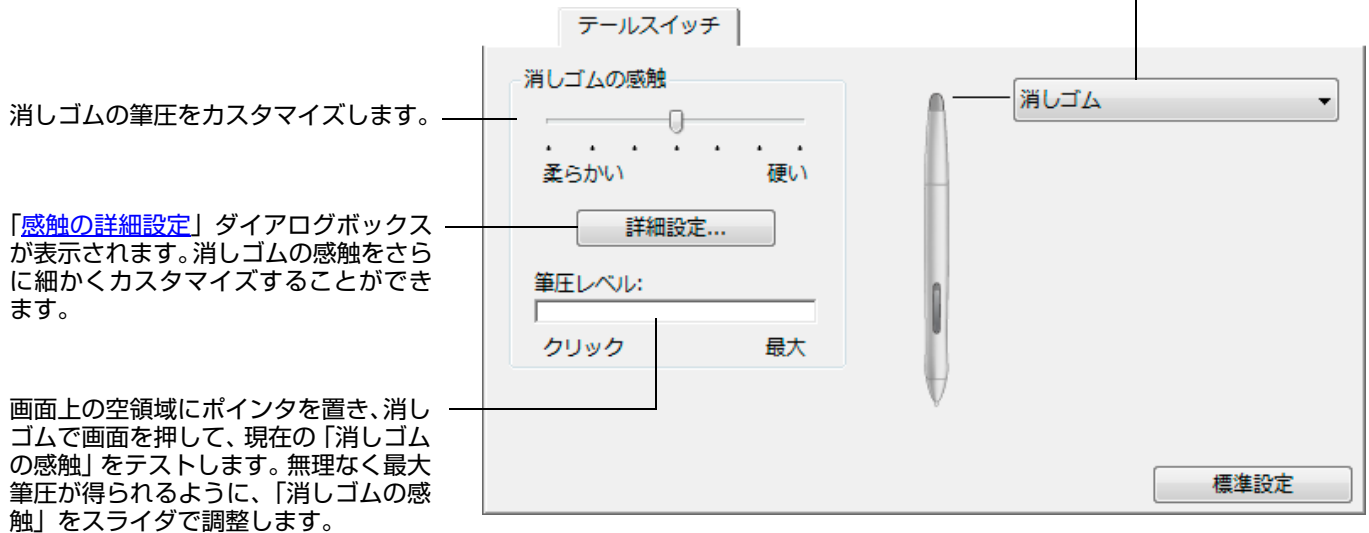 テールスイッチ
消しゴムの感触
消しゴム
消しゴムの筆圧をカスタマイズします。
柔らかい 硬い
「感触の詳細設定」ダイアログボックス
が表示されます。消しゴムの感触をさら
に細かくカスタマイズすることができ
ます。
詳細設定...
筆圧レベル:
クリック 最大
画面上の空領域にポインタを置き、消し
ゴムで画面を押して、現在の「消しゴム
の感触」をテストします。無理なく最大
筆圧が得られるように、「消しゴムの感
触」をスライダで調整します。
標準設定